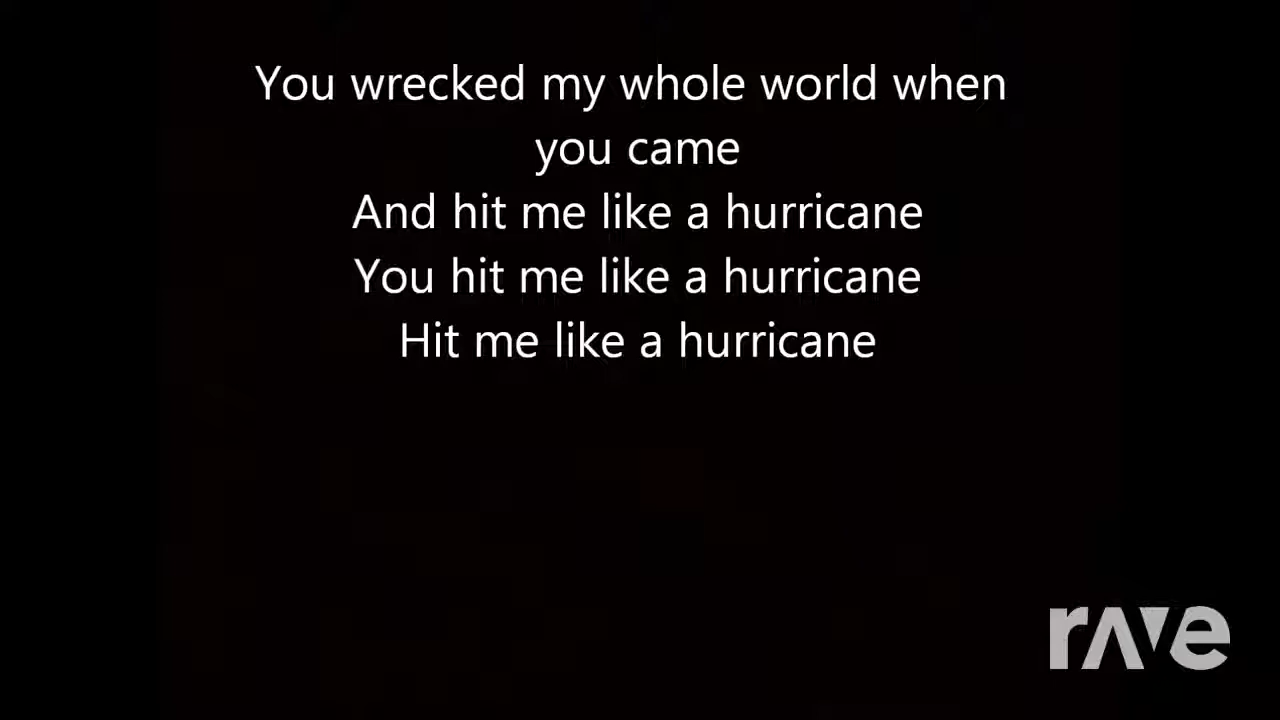 You wrecked my whole world when
you came
And hit me like a hurricane
You hit me like a hurricane
Hit me like a hurricane
rave